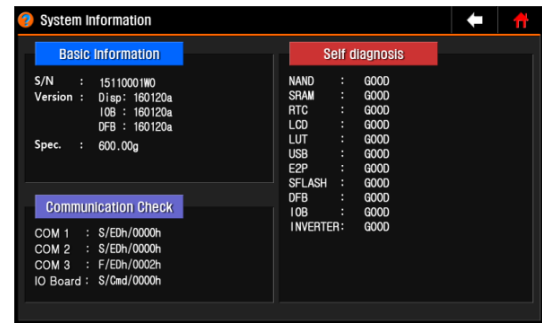 System Information
Basic Information
S/N : 15110001W0
Version : Disp: 160120a
IOB : 160120a
DFB : 160120a
Spec. : 600.00g
Communication Check
COM 1 : S/EDh/0000h
COM 2 : S/EDh/0000h
COM 3 : F/EDh/0002h
IO Board : S/Cmd/0000h
Self diagnosis
NAND : GOOD
SRAM : GOOD
RTC : GOOD
LCD : GOOD
LUT : GOOD
USB : GOOD
E2P : GOOD
SFLASH : GOOD
DFB : GOOD
IOB : GOOD
INVERTER: GOOD